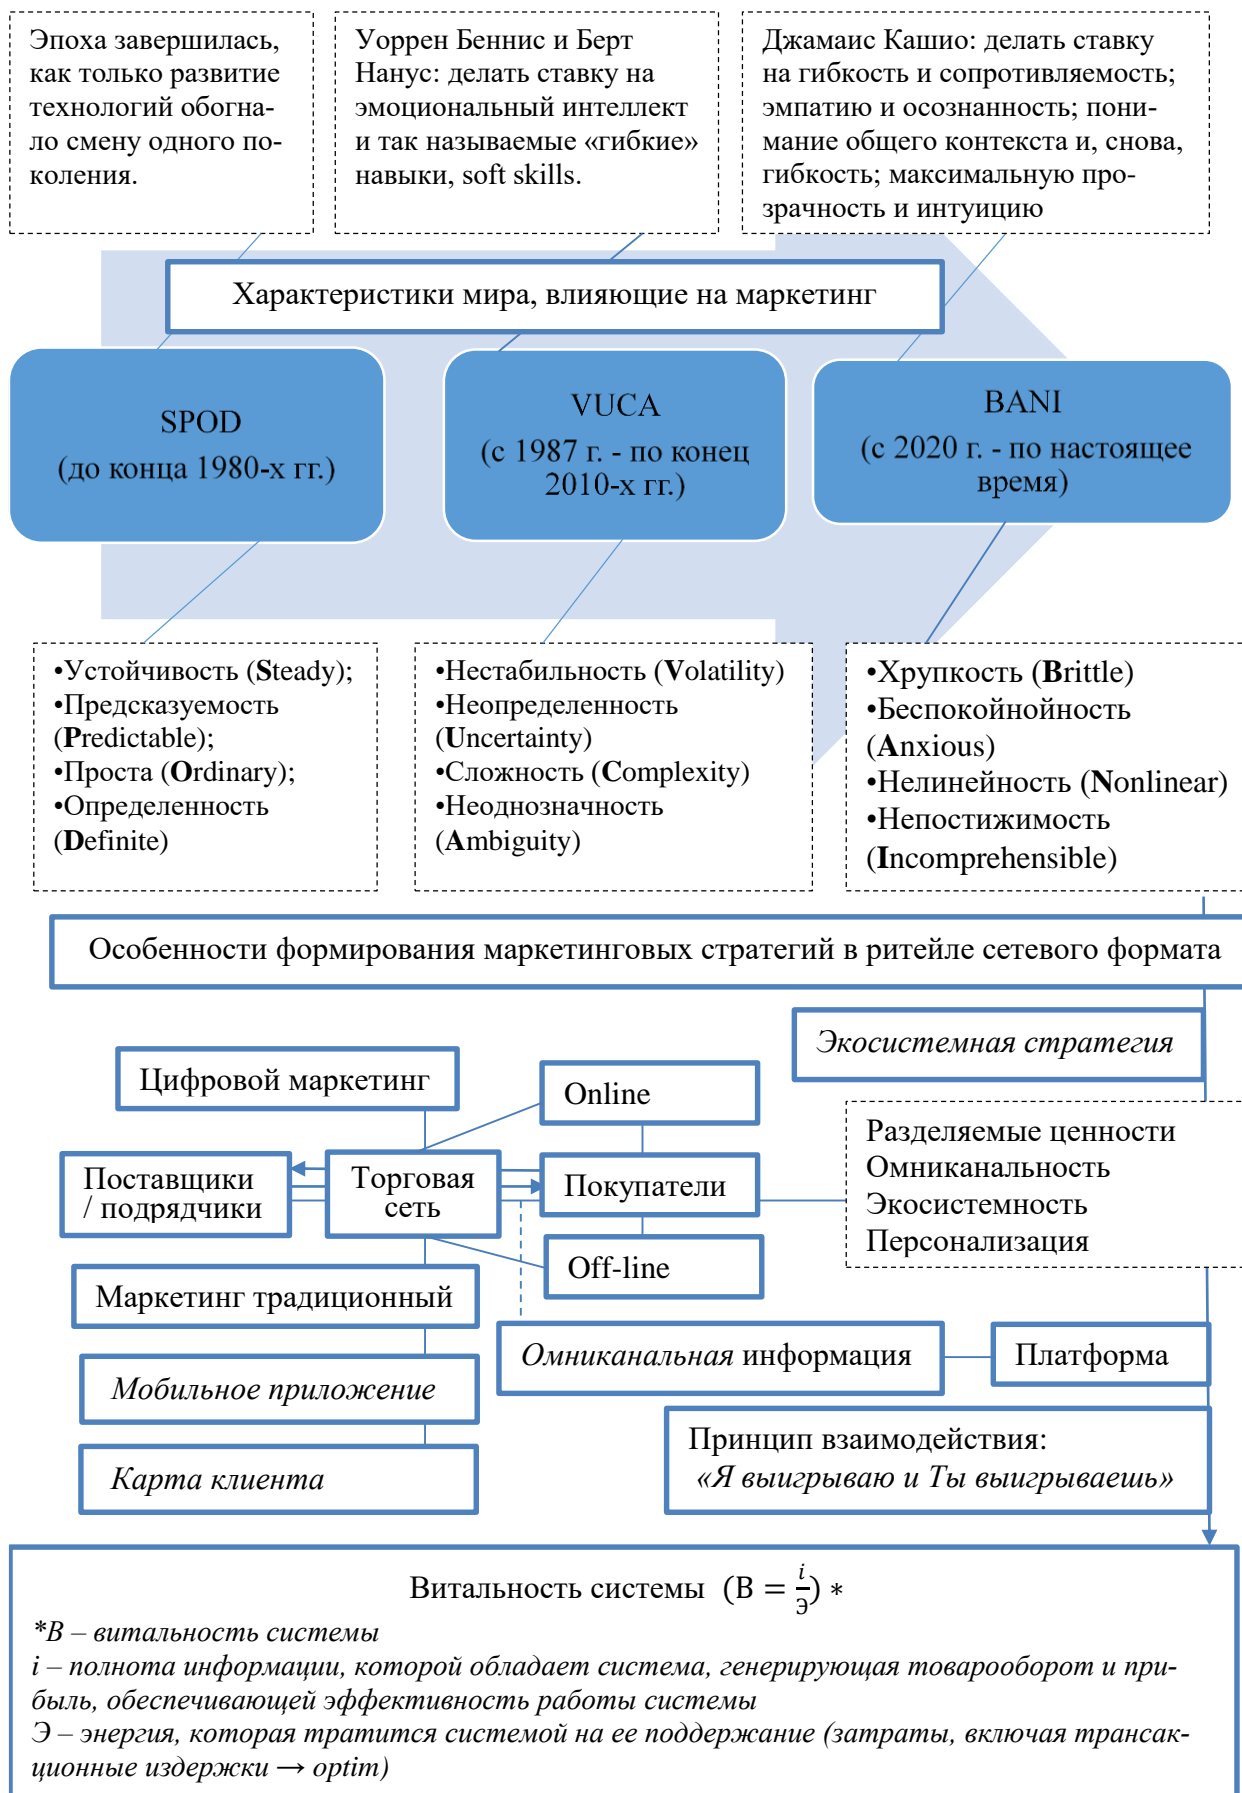 Эпоха завершилась,
как только развитие
технологий обогна-
ло смену одного по-
коления.
Уоррен Беннис и Берт
Нанус: делать ставку на
эмоциональный интеллект
и так называемые «гибкие»
навыки, soft skills.
Джамаис Кашио: делать ставку
на гибкость и сопротивляемость;
эмпатию и осознанность; пони-
мание общего контекста и, снова,
гибкость; максимальную про-
зрачность и интуицию
Характеристики мира, влияющие на маркетинг
SPOD
(до конца 1980-х гг.)
VUCA
(с 1987 г. - по конец
2010-х гг.)
BANI
(с 2020 г. - по настоящее
время)
•Устойчивость (Steady);
•Предсказуемость
(Predictable);
•Проста (Ordinary);
•Определенность
(Definite)
•Нестабильность (Volatility)
•Неопределенность
(Uncertainty)
•Сложность (Complexity)
•Неоднозначность
(Ambiguity)
•Хрупкость (Brittle)
•Беспокойнойность
(Anxious)
•Нелинейность (Nonlinear)
•Непостижимость
(Incomprehensible)
Особенности формирования маркетинговых стратегий в ритейле сетевого формата
Экосистемная стратегия
Цифровой маркетинг
Online
Разделяемые ценности
Омниканальность
Экосистемность
Персонализация
Поставщики
/ подрядчики
Торговая
сеть
Покупатели
Off-line
Маркетинг традиционный
Омниканальная информация
Платформа
Мобильное приложение
Принцип взаимодействия:
«Я выигрываю и Ты выигрываешь»
Карта клиента
Витальность системы (В = i/Э) *
*В – витальность системы
i – полнота информации, которой обладает система, генерирующая товарооборот и при-
быль, обеспечивающей эффективность работы системы
Э – энергия, которая тратится системой на ее поддержание (затраты, включая трансак-
ционные издержки → optim)